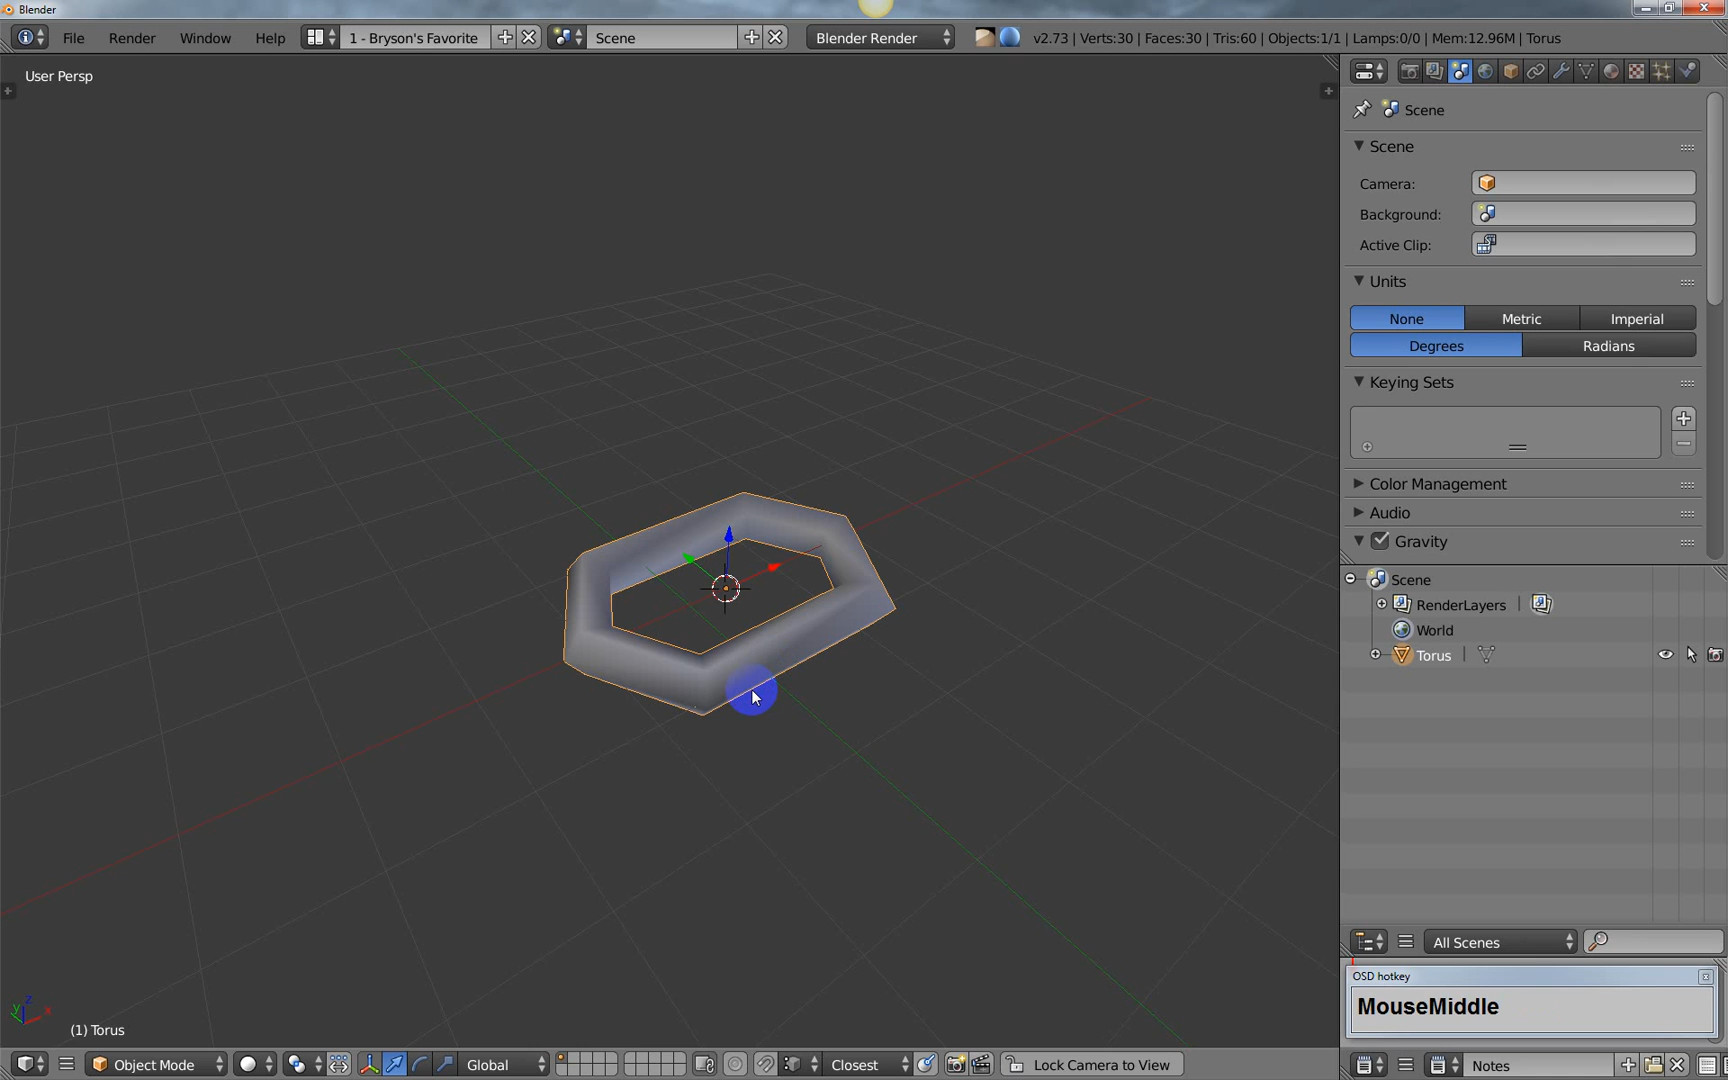 Blender
File Render Window Help 1 - Bryson's Favorite Scene Blender Render v2.73 | Verts:30 | Faces:30 | Tris:60 | Objects:1/1 | Lamps:0/0 | Mem:12.96M | Torus
User Persp
Scene
Scene
Camera:
Background:
Active Clip:
Units
None Metric Imperial
Degrees Radians
Keying Sets
Color Management
Audio
Gravity
Scene
RenderLayers |
World
Torus |
All Scenes
OSD hotkey
MouseMiddle
z
y
x
(1) Torus
Object Mode Global Closest Lock Camera to View Notes